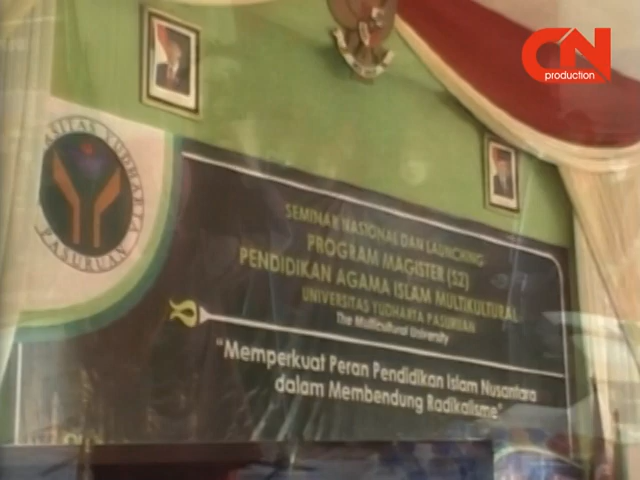 CN
production
SITAS YUDHARTA
PASURUAN
SEMINAR NASIONAL DAN LAUNCHING
PROGRAM MAGISTER (S2)
PENDIDIKAN AGAMA ISLAM MULTIKULTURAL
UNIVERSITAS YUDHARTA PASURUAN
The Multicultural University
"Memperkuat Peran Pendidikan Islam Nusantara
dalam Membendung Radikalisme"